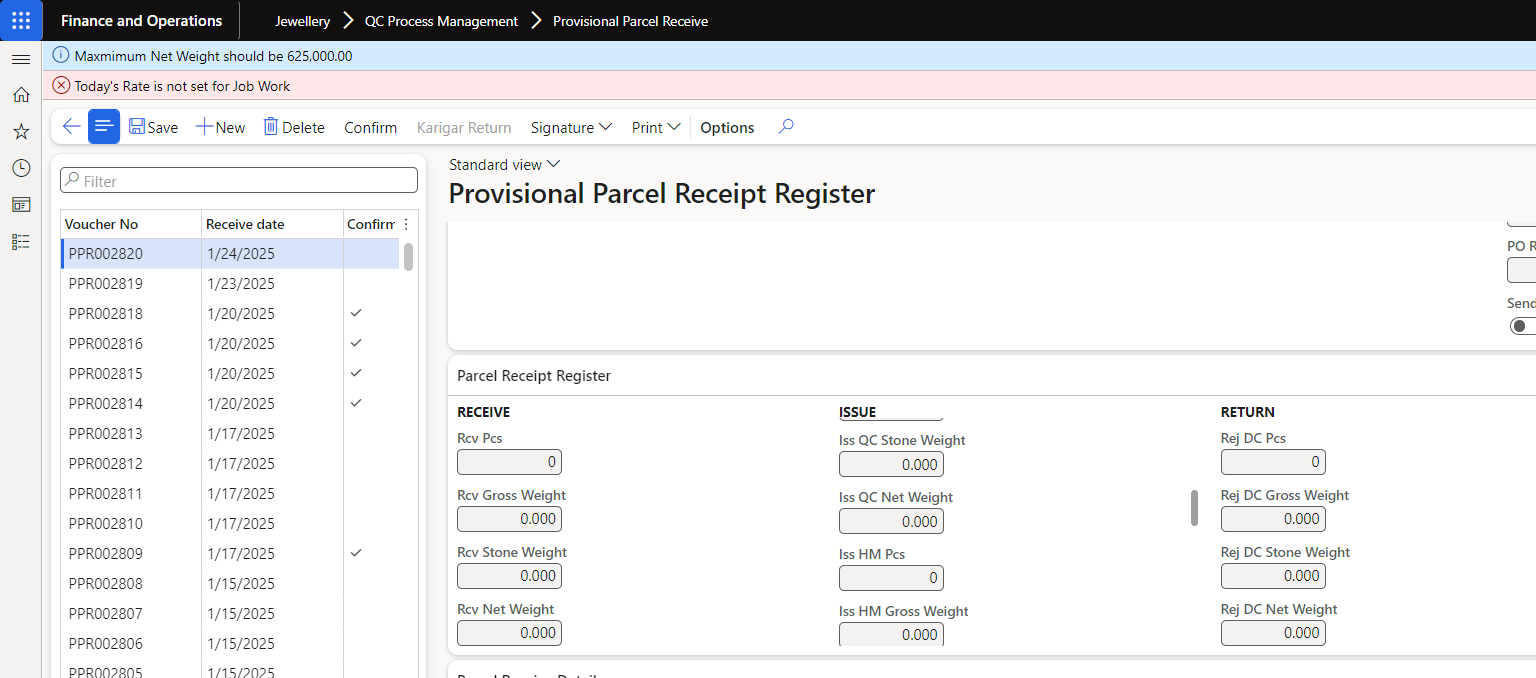 Finance and Operations
Jewellery > QC Process Management > Provisional Parcel Receive
Maxmimum Net Weight should be 625,000.00
Today's Rate is not set for Job Work
Save New Delete Confirm Karigar Return Signature Print Options
Filter
Voucher No Receive date Confirm
PPR002820 1/24/2025
PPR002819 1/23/2025
PPR002818 1/20/2025 ✓
PPR002816 1/20/2025 ✓
PPR002815 1/20/2025 ✓
PPR002814 1/20/2025 ✓
PPR002813 1/17/2025
PPR002812 1/17/2025
PPR002811 1/17/2025
PPR002810 1/17/2025
PPR002809 1/17/2025 ✓
PPR002808 1/15/2025
PPR002807 1/15/2025
PPR002806 1/15/2025
PPR002805 1/15/2025
Standard view
Provisional Parcel Receipt Register
PO R
Send
Parcel Receipt Register
RECEIVE
Rcv Pcs
0
Rcv Gross Weight
0.000
Rcv Stone Weight
0.000
Rcv Net Weight
0.000
ISSUE
Iss QC Stone Weight
0.000
Iss QC Net Weight
0.000
Iss HM Pcs
0
Iss HM Gross Weight
0.000
RETURN
Rej DC Pcs
0
Rej DC Gross Weight
0.000
Rej DC Stone Weight
0.000
Rej DC Net Weight
0.000